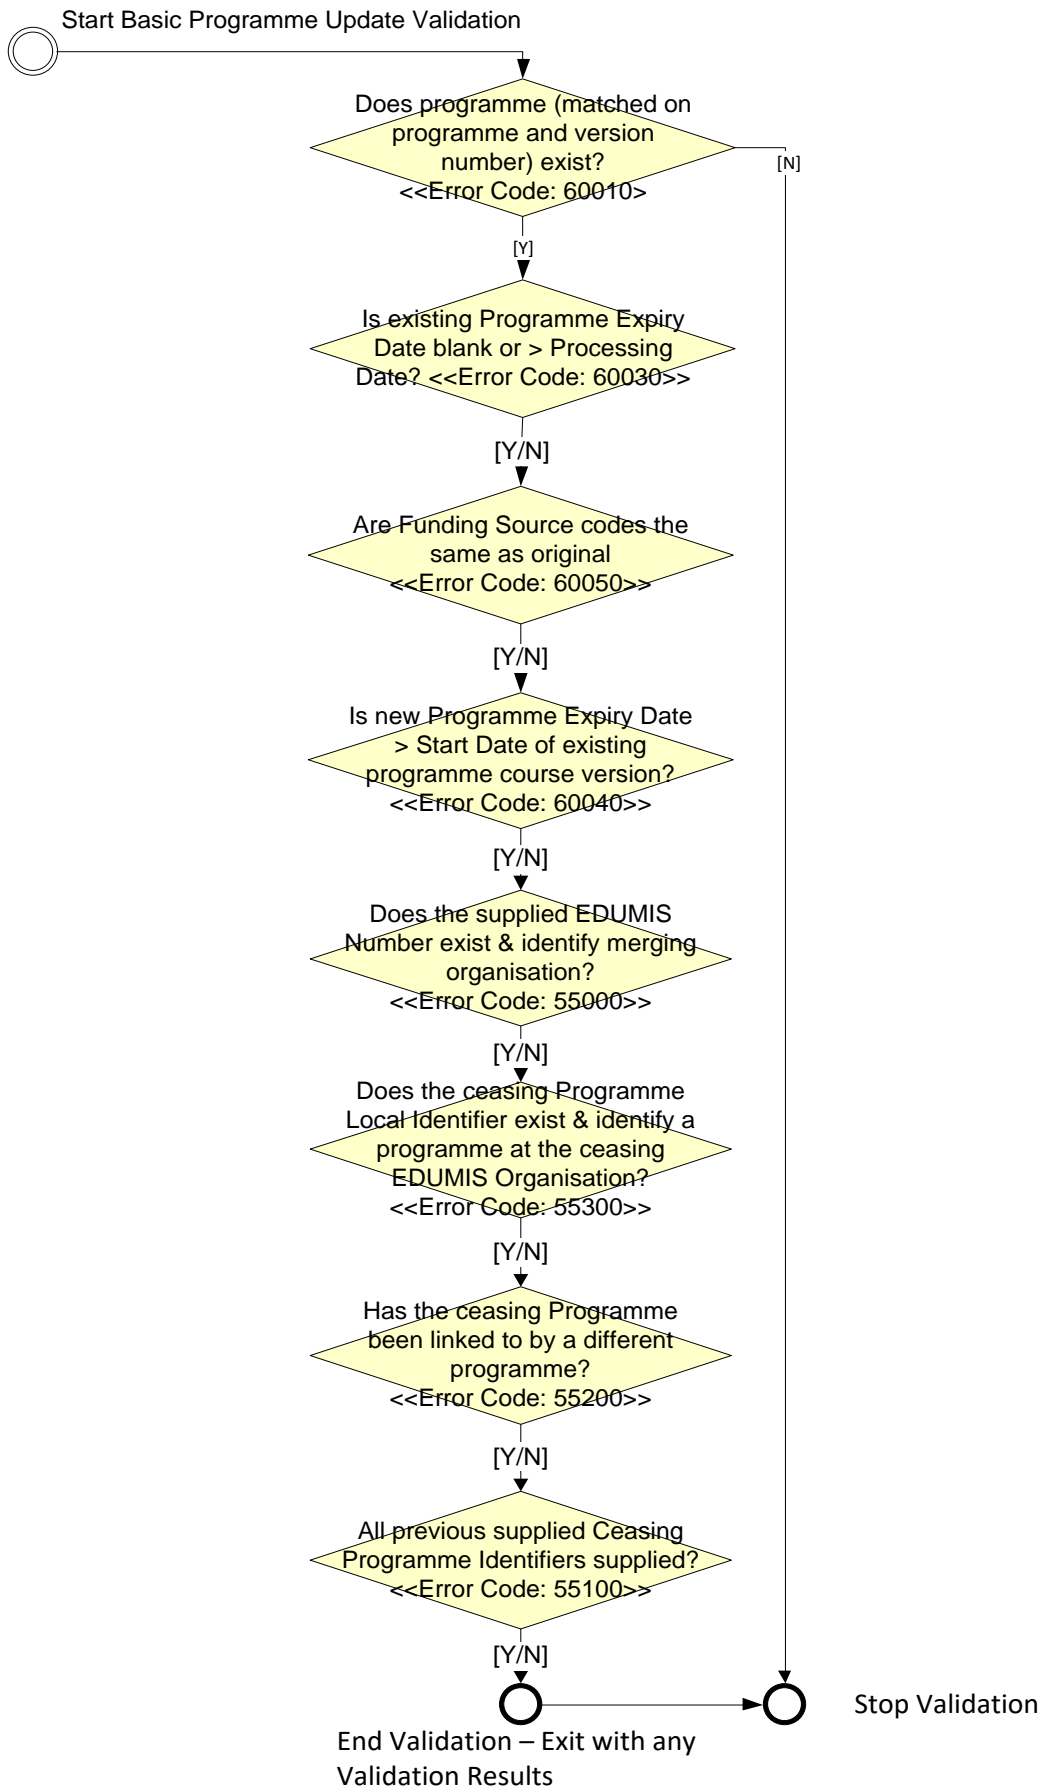 Start Basic Programme Update Validation
Does programme (matched on
programme and version
number) exist?
<<Error Code: 60010>
[N]
[Y]
Is existing Programme Expiry
Date blank or > Processing
Date? <<Error Code: 60030>>
[Y/N]
Are Funding Source codes the
same as original
<<Error Code: 60050>>
[Y/N]
Is new Programme Expiry Date
> Start Date of existing
programme course version?
<<Error Code: 60040>>
[Y/N]
Does the supplied EDUMIS
Number exist & identify merging
organisation?
<<Error Code: 55000>>
[Y/N]
Does the ceasing Programme
Local Identifier exist & identify a
programme at the ceasing
EDUMIS Organisation?
<<Error Code: 55300>>
[Y/N]
Has the ceasing Programme
been linked to by a different
programme?
<<Error Code: 55200>>
[Y/N]
All previous supplied Ceasing
Programme Identifiers supplied?
<<Error Code: 55100>>
[Y/N]
Stop Validation
End Validation – Exit with any
Validation Results